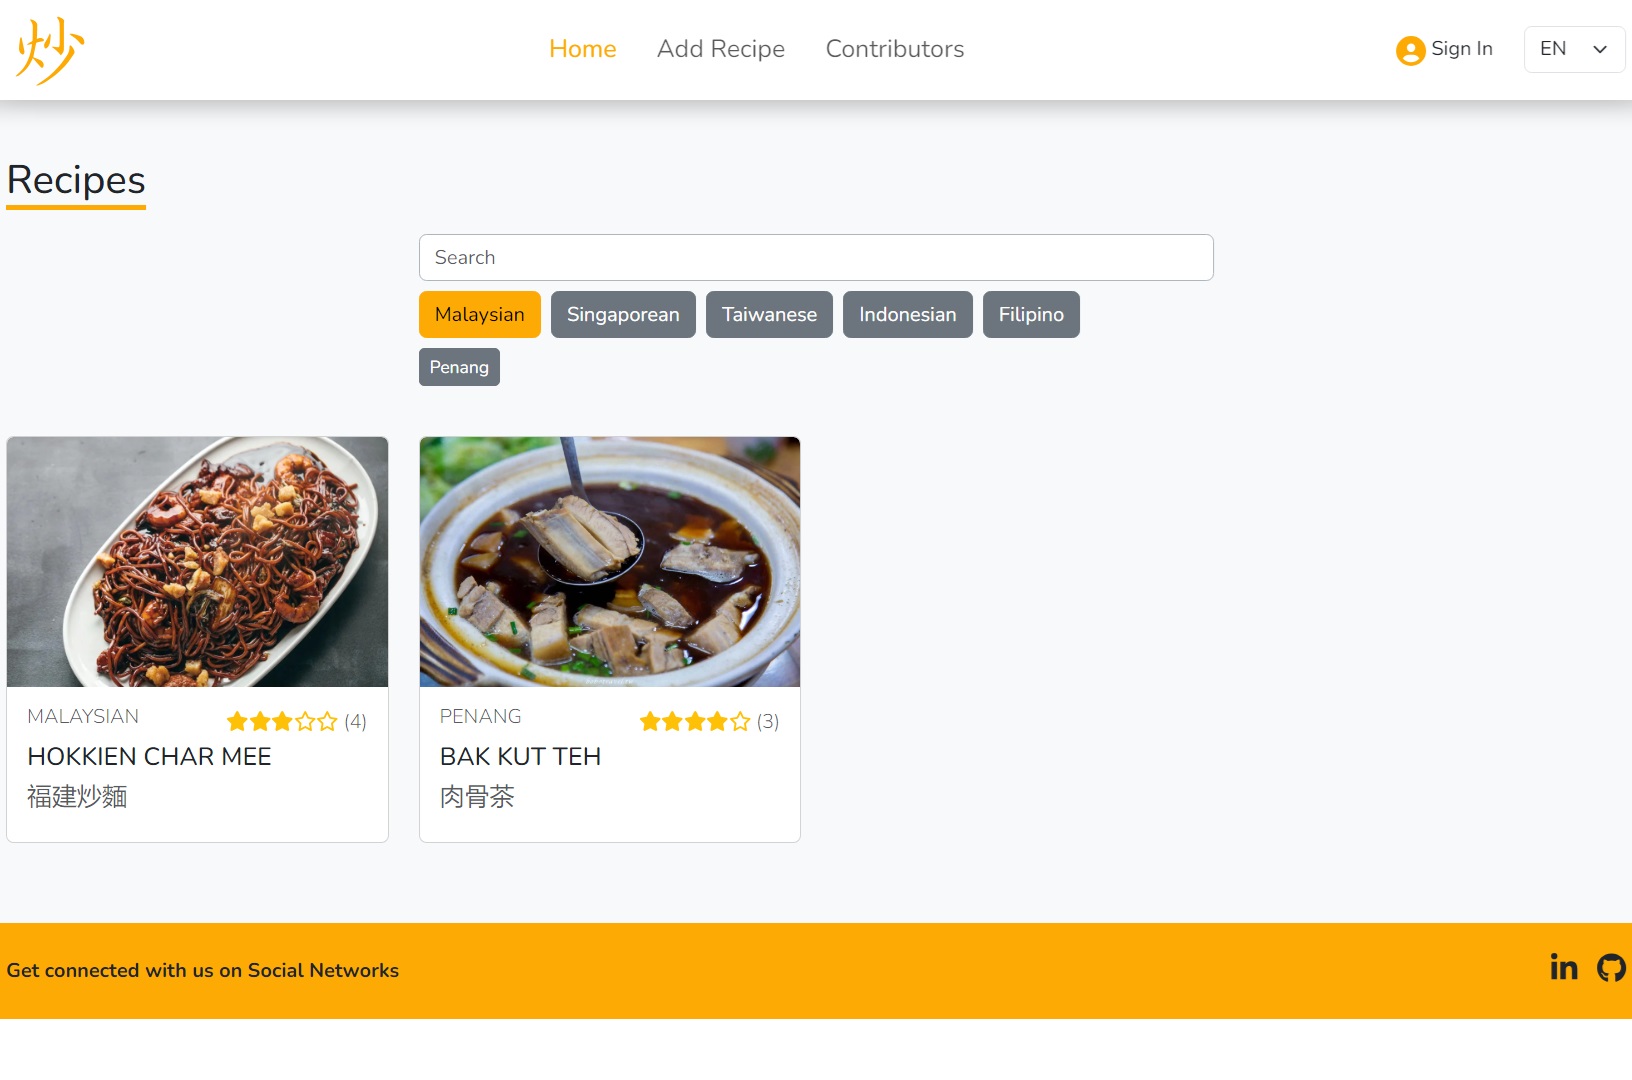 炒
Home Add Recipe Contributors
Sign In EN
Recipes
Search
Malaysian Singaporean Taiwanese Indonesian Filipino
Penang
MALAYSIAN (4)
HOKKIEN CHAR MEE
福建炒麵
PENANG (3)
BAK KUT TEH
肉骨茶
Get connected with us on Social Networks
in